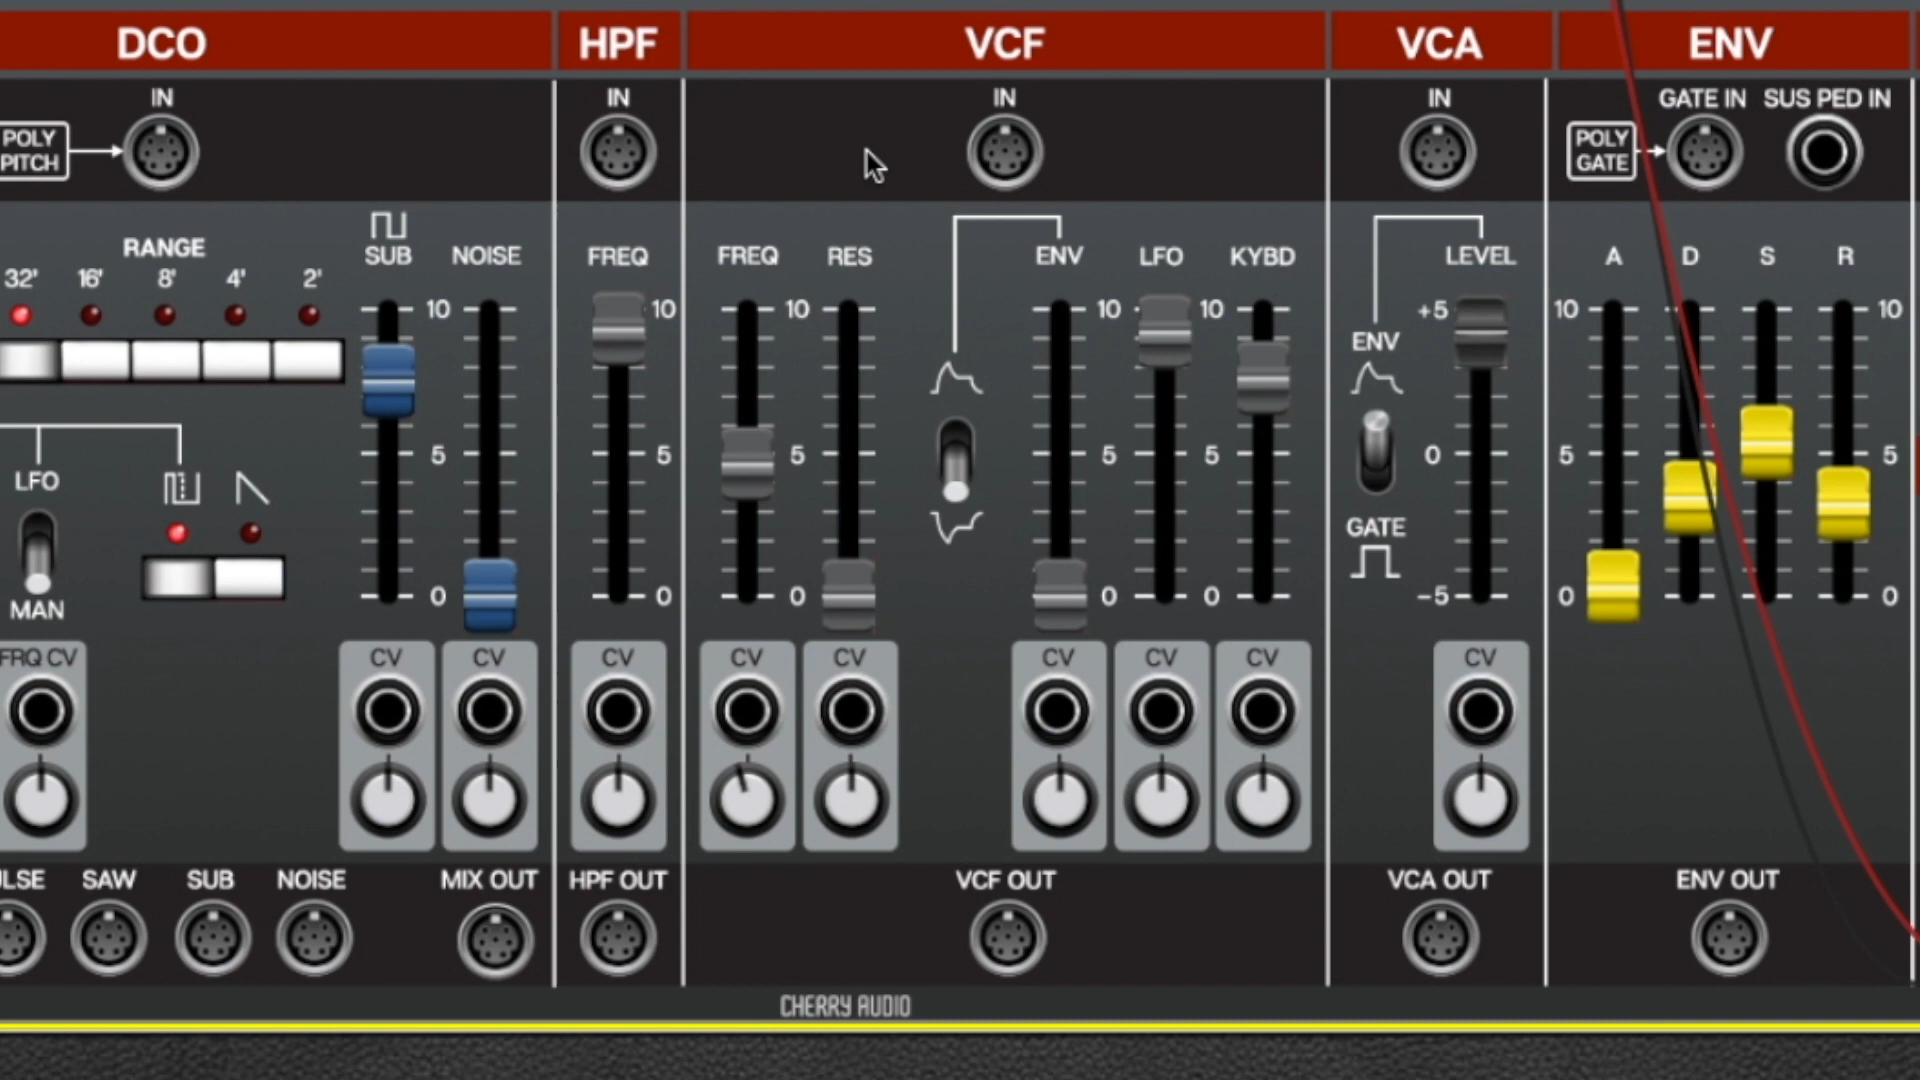 DCO HPF VCF VCA ENV
IN IN IN IN GATE IN SUS PED IN
POLY PITCH
POLY GATE
RANGE
32' 16' 8' 4' 2'
SUB NOISE FREQ FREQ RES ENV LFO KYBD LEVEL A D S R
10 10 10 10 10 +5 10 10
ENV
5 5 5 5 5 0 5 5
LFO
GATE
0 0 0 0 0 -5 0 0
MAN
FRQ CV CV CV CV CV CV CV CV CV CV
SAW SUB NOISE MIX OUT HPF OUT VCF OUT VCA OUT ENV OUT
CHERRY AUDIO